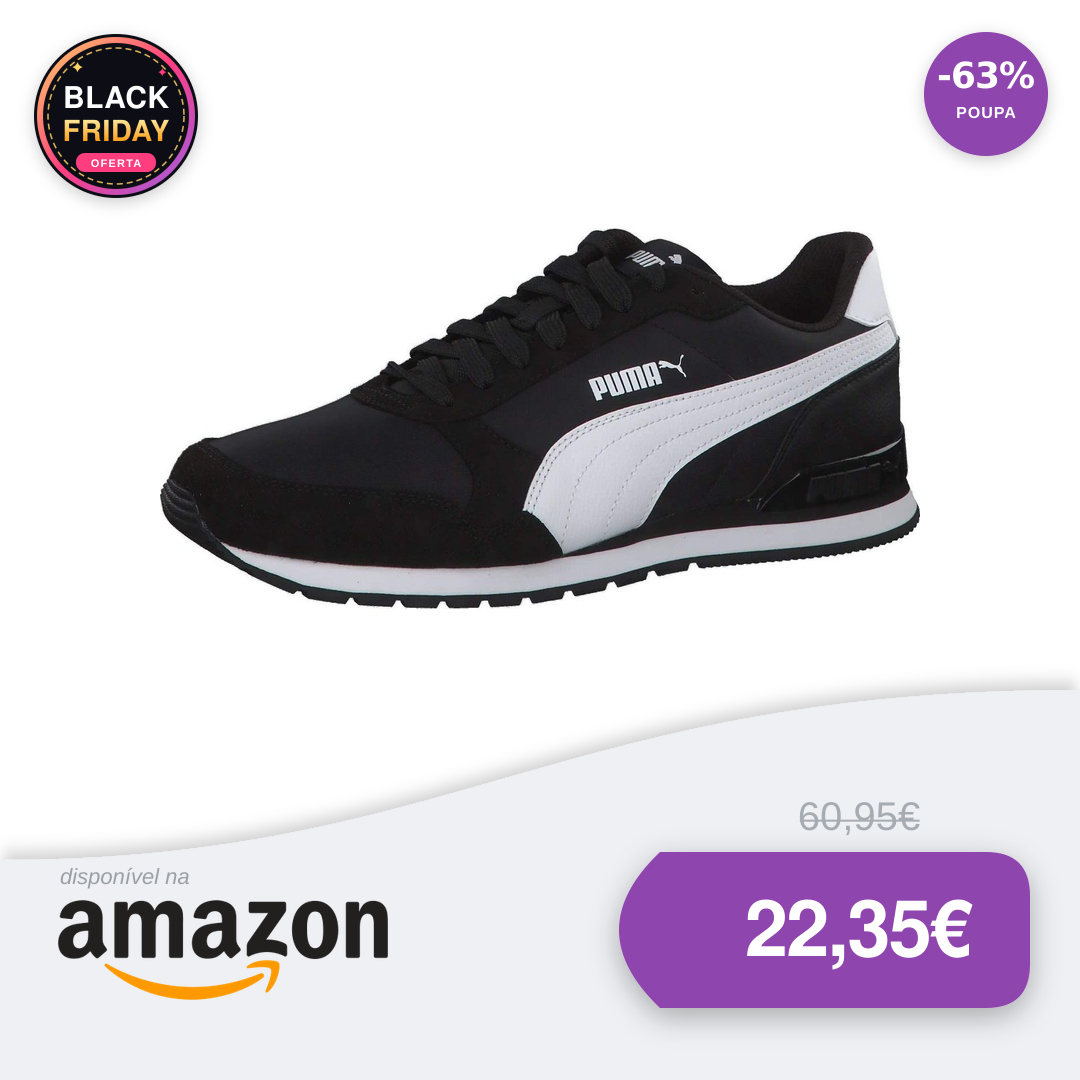 BLACK
FRIDAY
OFERTA
-63%
POUPA
PUMA
60,95€
disponível na
amazon
22,35€